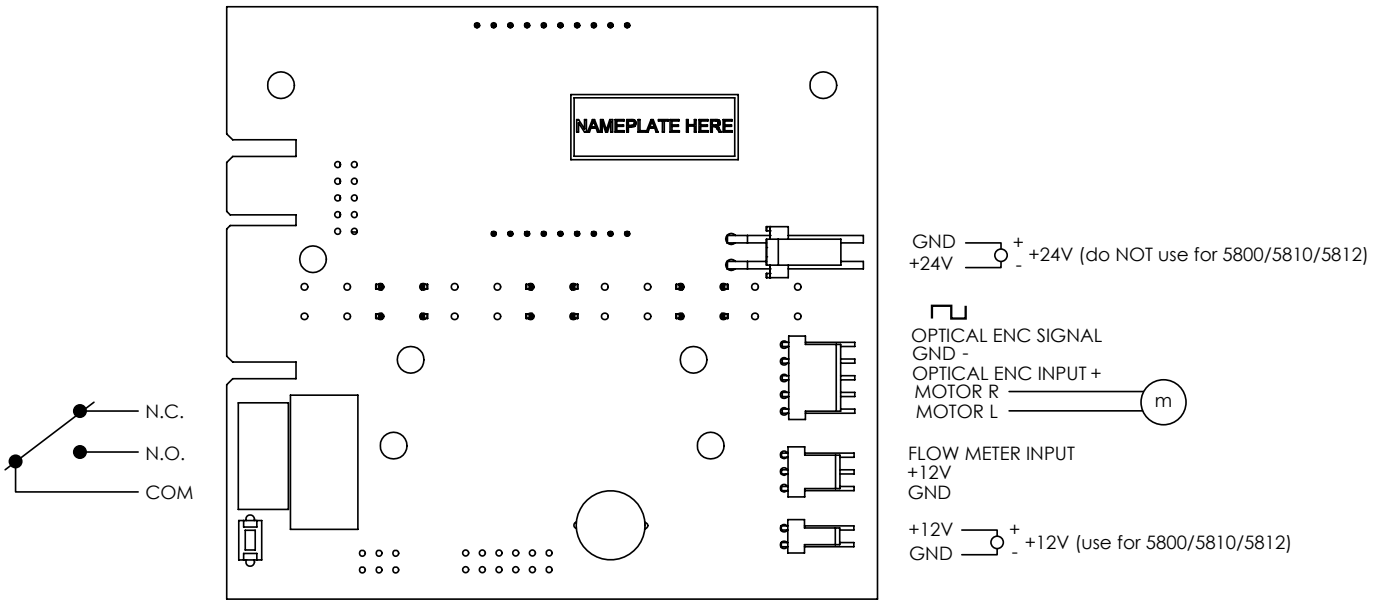 NAMEPLATE HERE
GND
+
+24V
-
+24V (do NOT use for 5800/5810/5812)
OPTICAL ENC SIGNAL
GND -
OPTICAL ENC INPUT +
MOTOR R
MOTOR L
m
N.C.
N.O.
COM
FLOW METER INPUT
+12V
GND
+12V
+
GND
-
+12V (use for 5800/5810/5812)